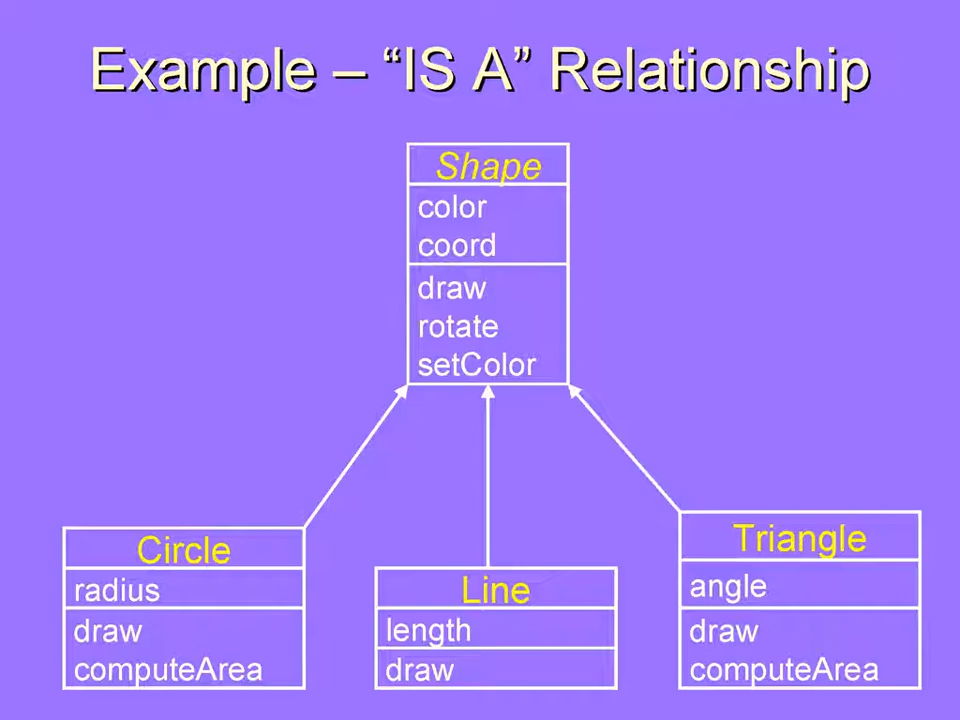 Example – “IS A” Relationship
Shape
color
coord
draw
rotate
setColor
Circle
radius
draw
computeArea
Line
length
draw
Triangle
angle
draw
computeArea